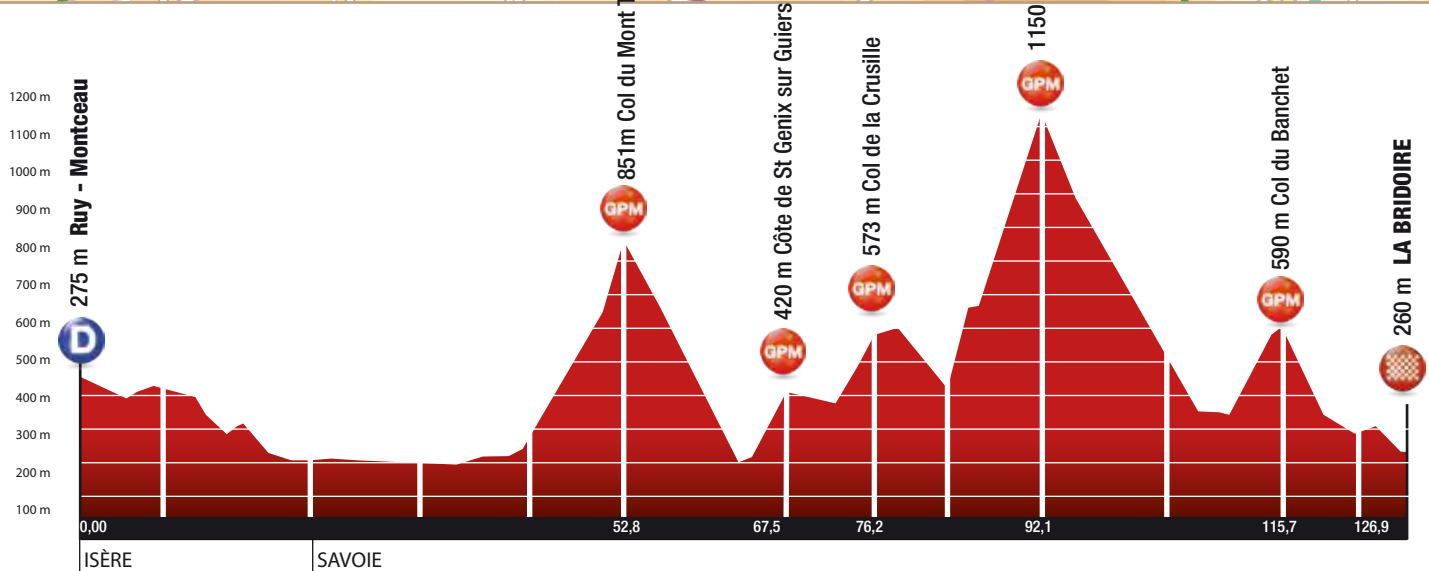 1200 m
1100 m
1000 m
900 m
800 m
700 m
600 m
500 m
400 m
300 m
200 m
100 m
275 m Ruy - Montceau
D
851m Col du Mont
GPM
420 m Côte de St Genix sur Guiers
GPM
573 m Col de la Crusille
GPM
1150
GPM
590 m Col du Banchet
GPM
260 m LA BRIDOIRE
0,00
52,8
67,5
76,2
92,1
115,7
126,9
ISÈRE
SAVOIE